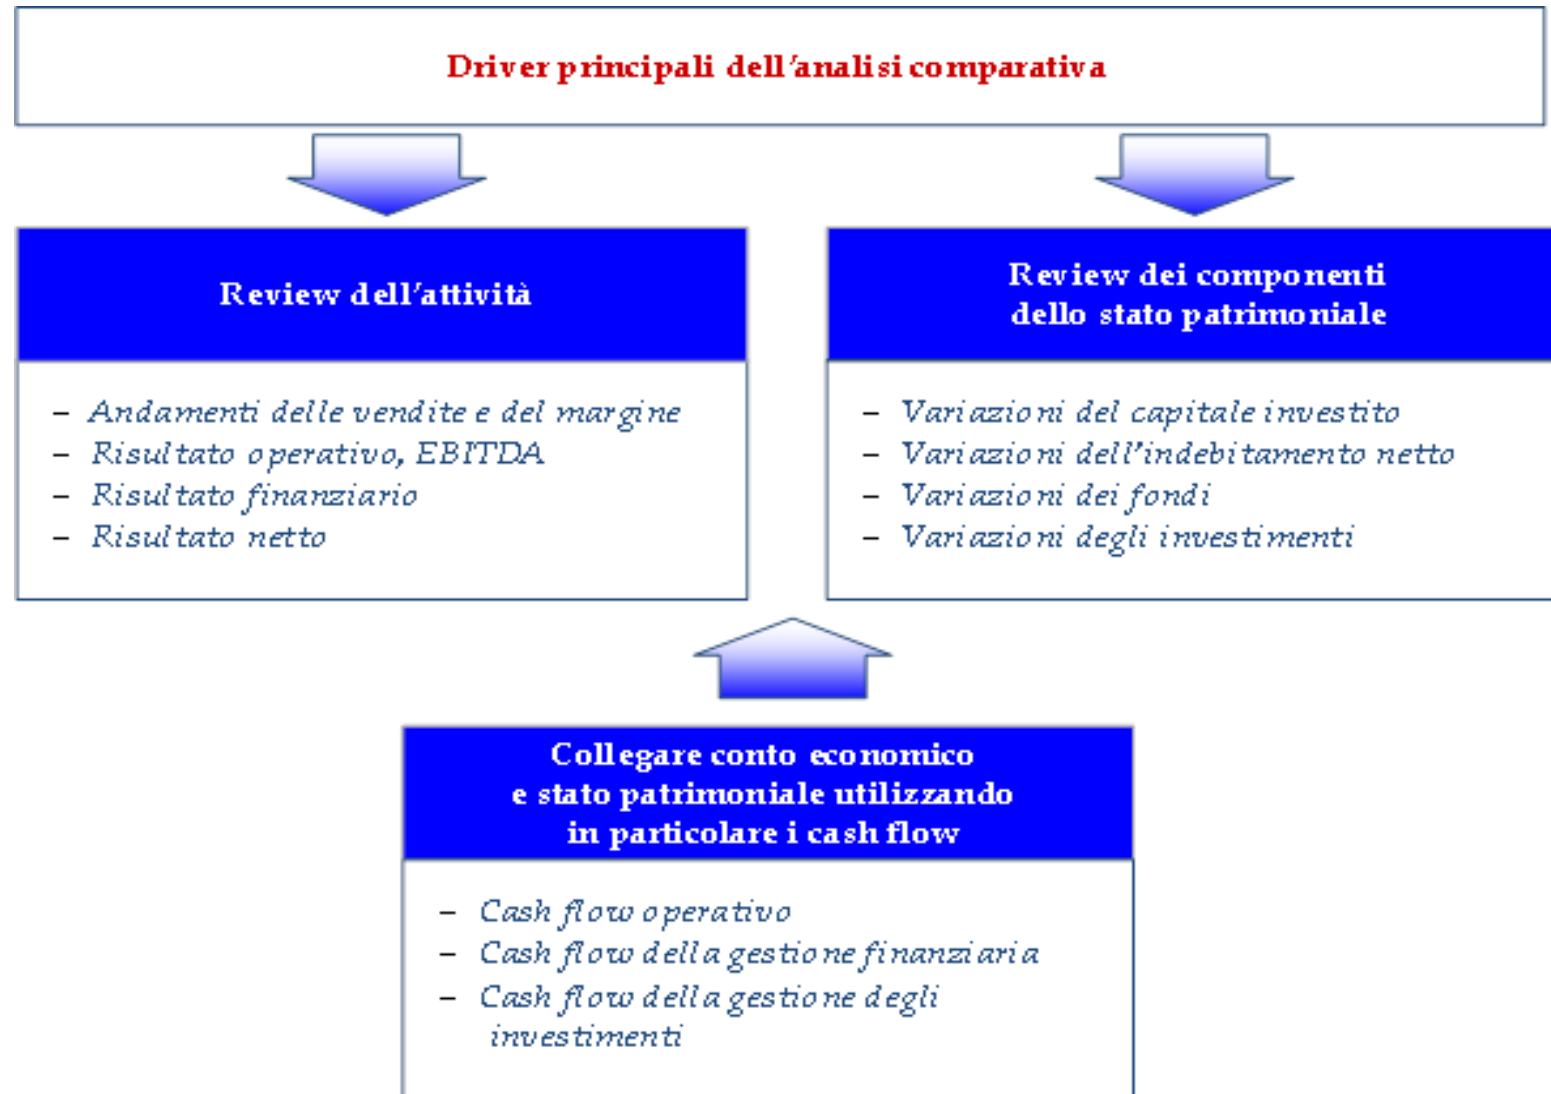 Driver principali dell'analisi comparativa
Review dell'attività
– Andamenti delle vendite e del margine
– Risultato operativo, EBITDA
– Risultato finanziario
– Risultato netto
Review dei componenti
dello stato patrimoniale
– Variazioni del capitale investito
– Variazioni dell'indebitamento netto
– Variazioni dei fondi
– Variazioni degli investimenti
Collegare conto economico
e stato patrimoniale utilizzando
in particolare i cash flow
– Cash flow operativo
– Cash flow della gestione finanziaria
– Cash flow della gestione degli
investimenti